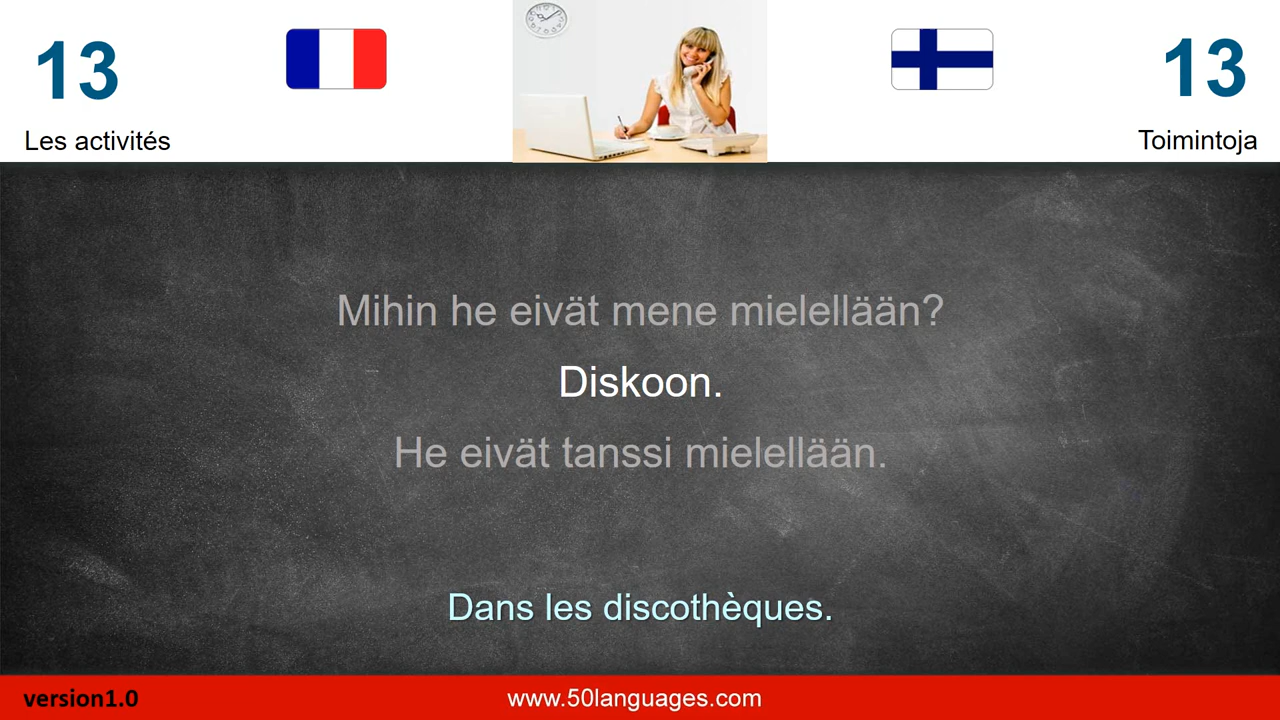 13
13
Les activités
Toimintoja
Mihin he eivät mene mielellään?
Diskoon.
He eivät tanssi mielellään.
Dans les discothèques.
version1.0
www.50languages.com